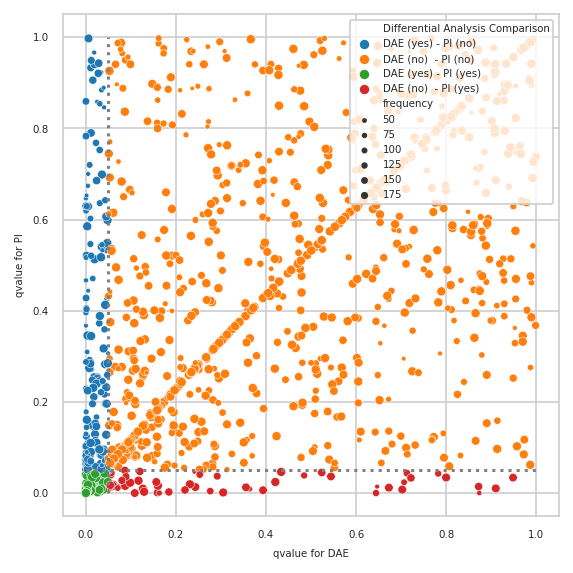 Differential Analysis Comparison
DAE (yes) - PI (no)
DAE (no) - PI (no)
DAE (yes) - PI (yes)
DAE (no) - PI (yes)
frequency
50
75
100
125
150
175
1.0
0.8
0.6
0.4
0.2
0.0
qvalue for PI
0.0 0.2 0.4 0.6 0.8 1.0
qvalue for DAE